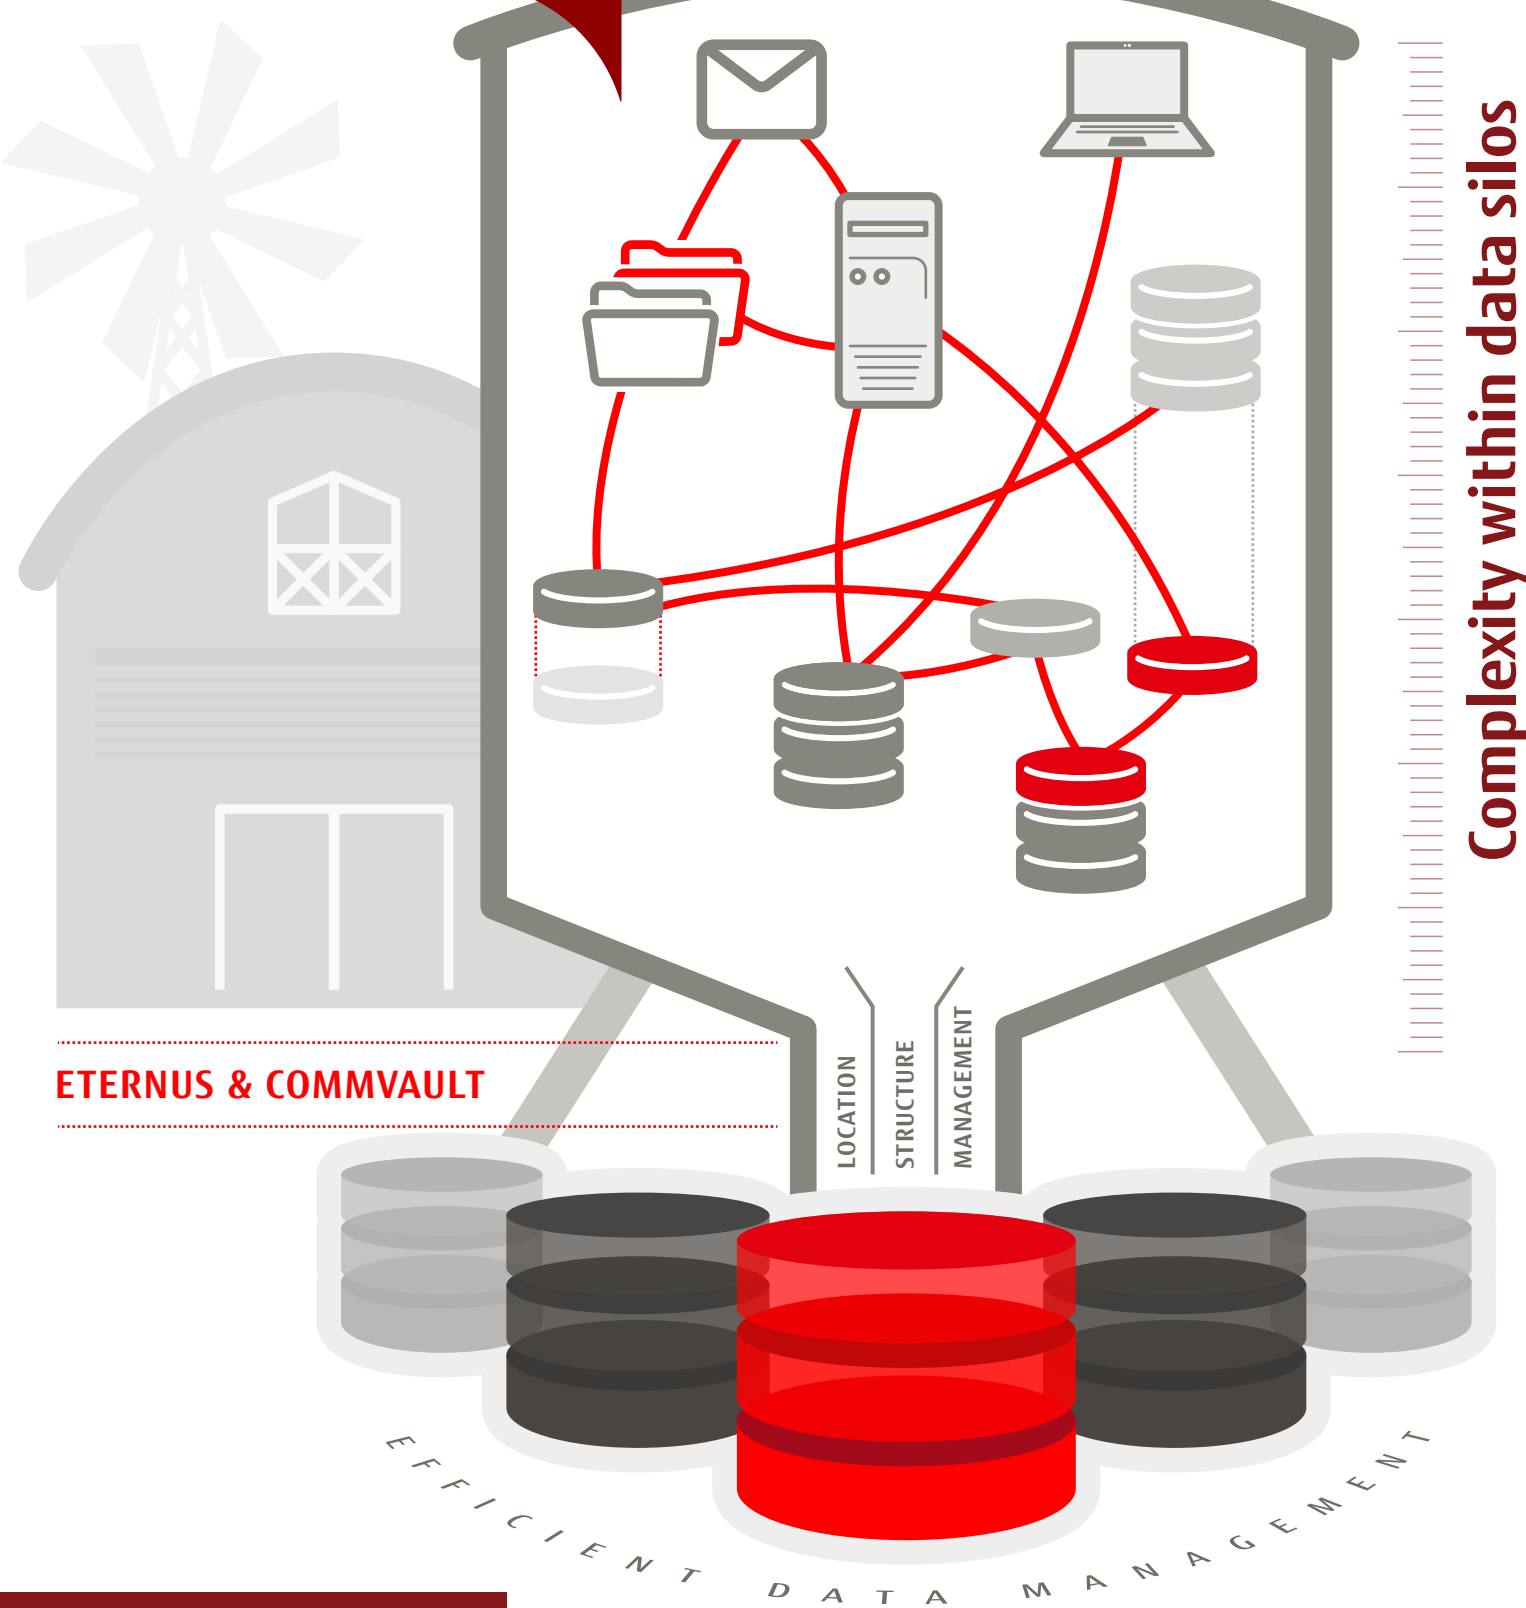 Complexity within data silos
LOCATION
STRUCTURE
MANAGEMENT
ETERNUS & COMMVAULT
EFFICIENT DATA MANAGEMENT